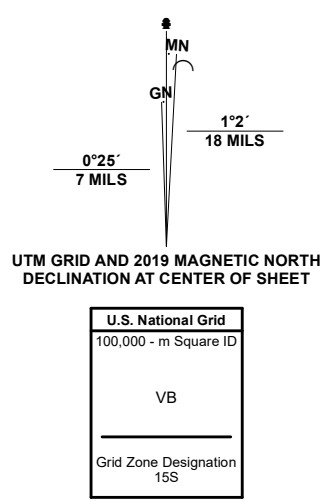 MN
GN
1°2´
18 MILS
0°25´
7 MILS
UTM GRID AND 2019 MAGNETIC NORTH
DECLINATION AT CENTER OF SHEET
U.S. National Grid
100,000 - m Square ID
VB
Grid Zone Designation
15S